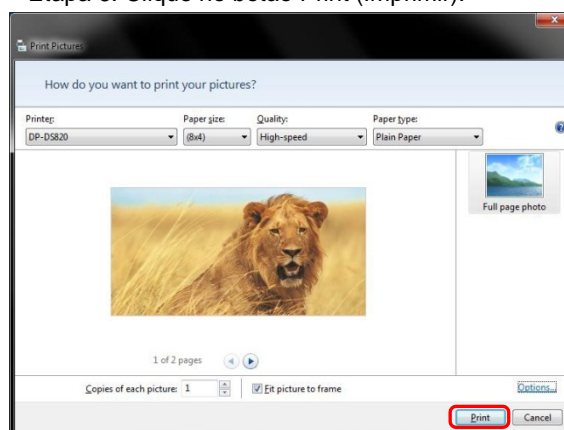 Etapa 6. Clique no botão Print (Imprimir).
Print Pictures
How do you want to print your pictures?
Printer: Paper size: Quality: Paper type:
DP-DS820 (8x4) High-speed Plain Paper
Full page photo
1 of 2 pages
Copies of each picture: 1 Fit picture to frame Options...
Print Cancel